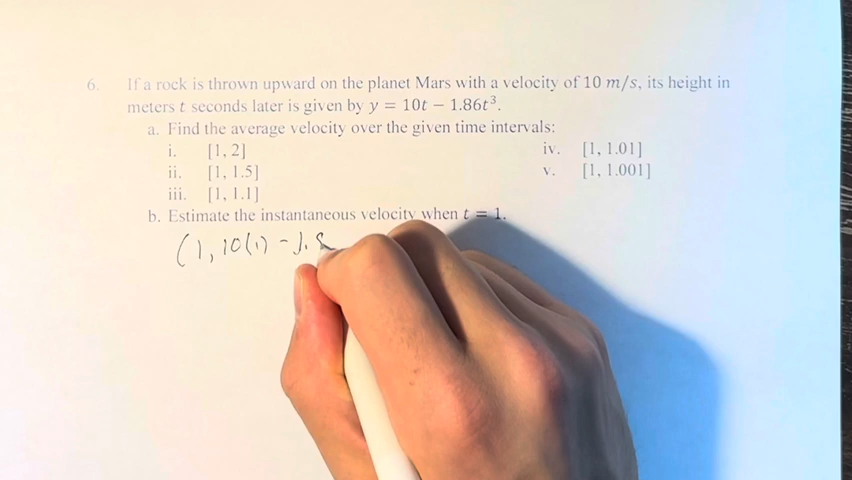 6. If a rock is thrown upward on the planet Mars with a velocity of 10 m/s, its height in
meters t seconds later is given by y = 10t − 1.86t³.
a. Find the average velocity over the given time intervals:
i. [1, 2]
ii. [1, 1.5]
iii. [1, 1.1]
iv. [1, 1.01]
v. [1, 1.001]
b. Estimate the instantaneous velocity when t = 1.
(1, 10(1) - 1.8